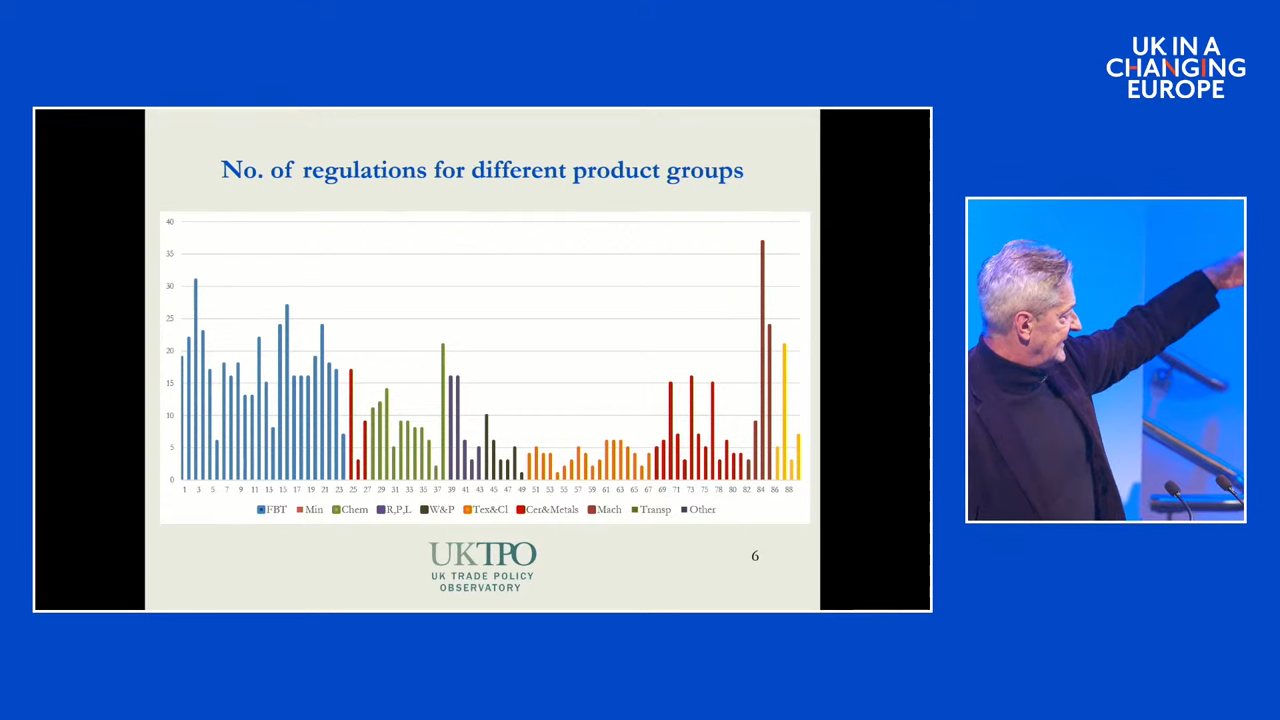 UK IN A
CHANGING
EUROPE
No. of regulations for different product groups
40
35
30
25
20
15
10
5
0
1 3 5 7 9 11 13 15 17 19 21 23 25 27 29 31 33 35 37 39 41 43 45 47 49 51 53 55 57 59 61 63 65 67 69 71 73 75 78 80 82 84 86 88
FBT Min Chem R,P,L W&P Tex&Cl Cer&Metals Mach Transp Other
UKTPO
UK TRADE POLICY
OBSERVATORY
6